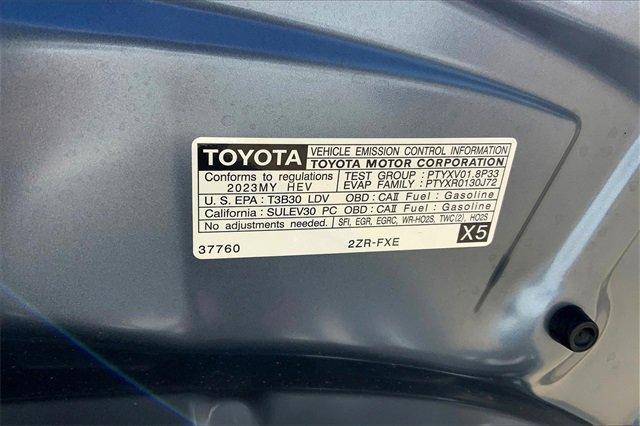 TOYOTA VEHICLE EMISSION CONTROL INFORMATION
TOYOTA MOTOR CORPORATION
Conforms to regulations
2023MY HEV
TEST GROUP : PTYXV01.8P33
EVAP FAMILY : PTYXR0130J72
U.S. EPA : T3B30 LDV OBD : CAII Fuel : Gasoline
California : SULEV30 PC OBD : CAII Fuel : Gasoline
No adjustments needed. SFI, EGR, EGRC, WR-HO2S, TWC(2), HO2S
37760 2ZR-FXE X5